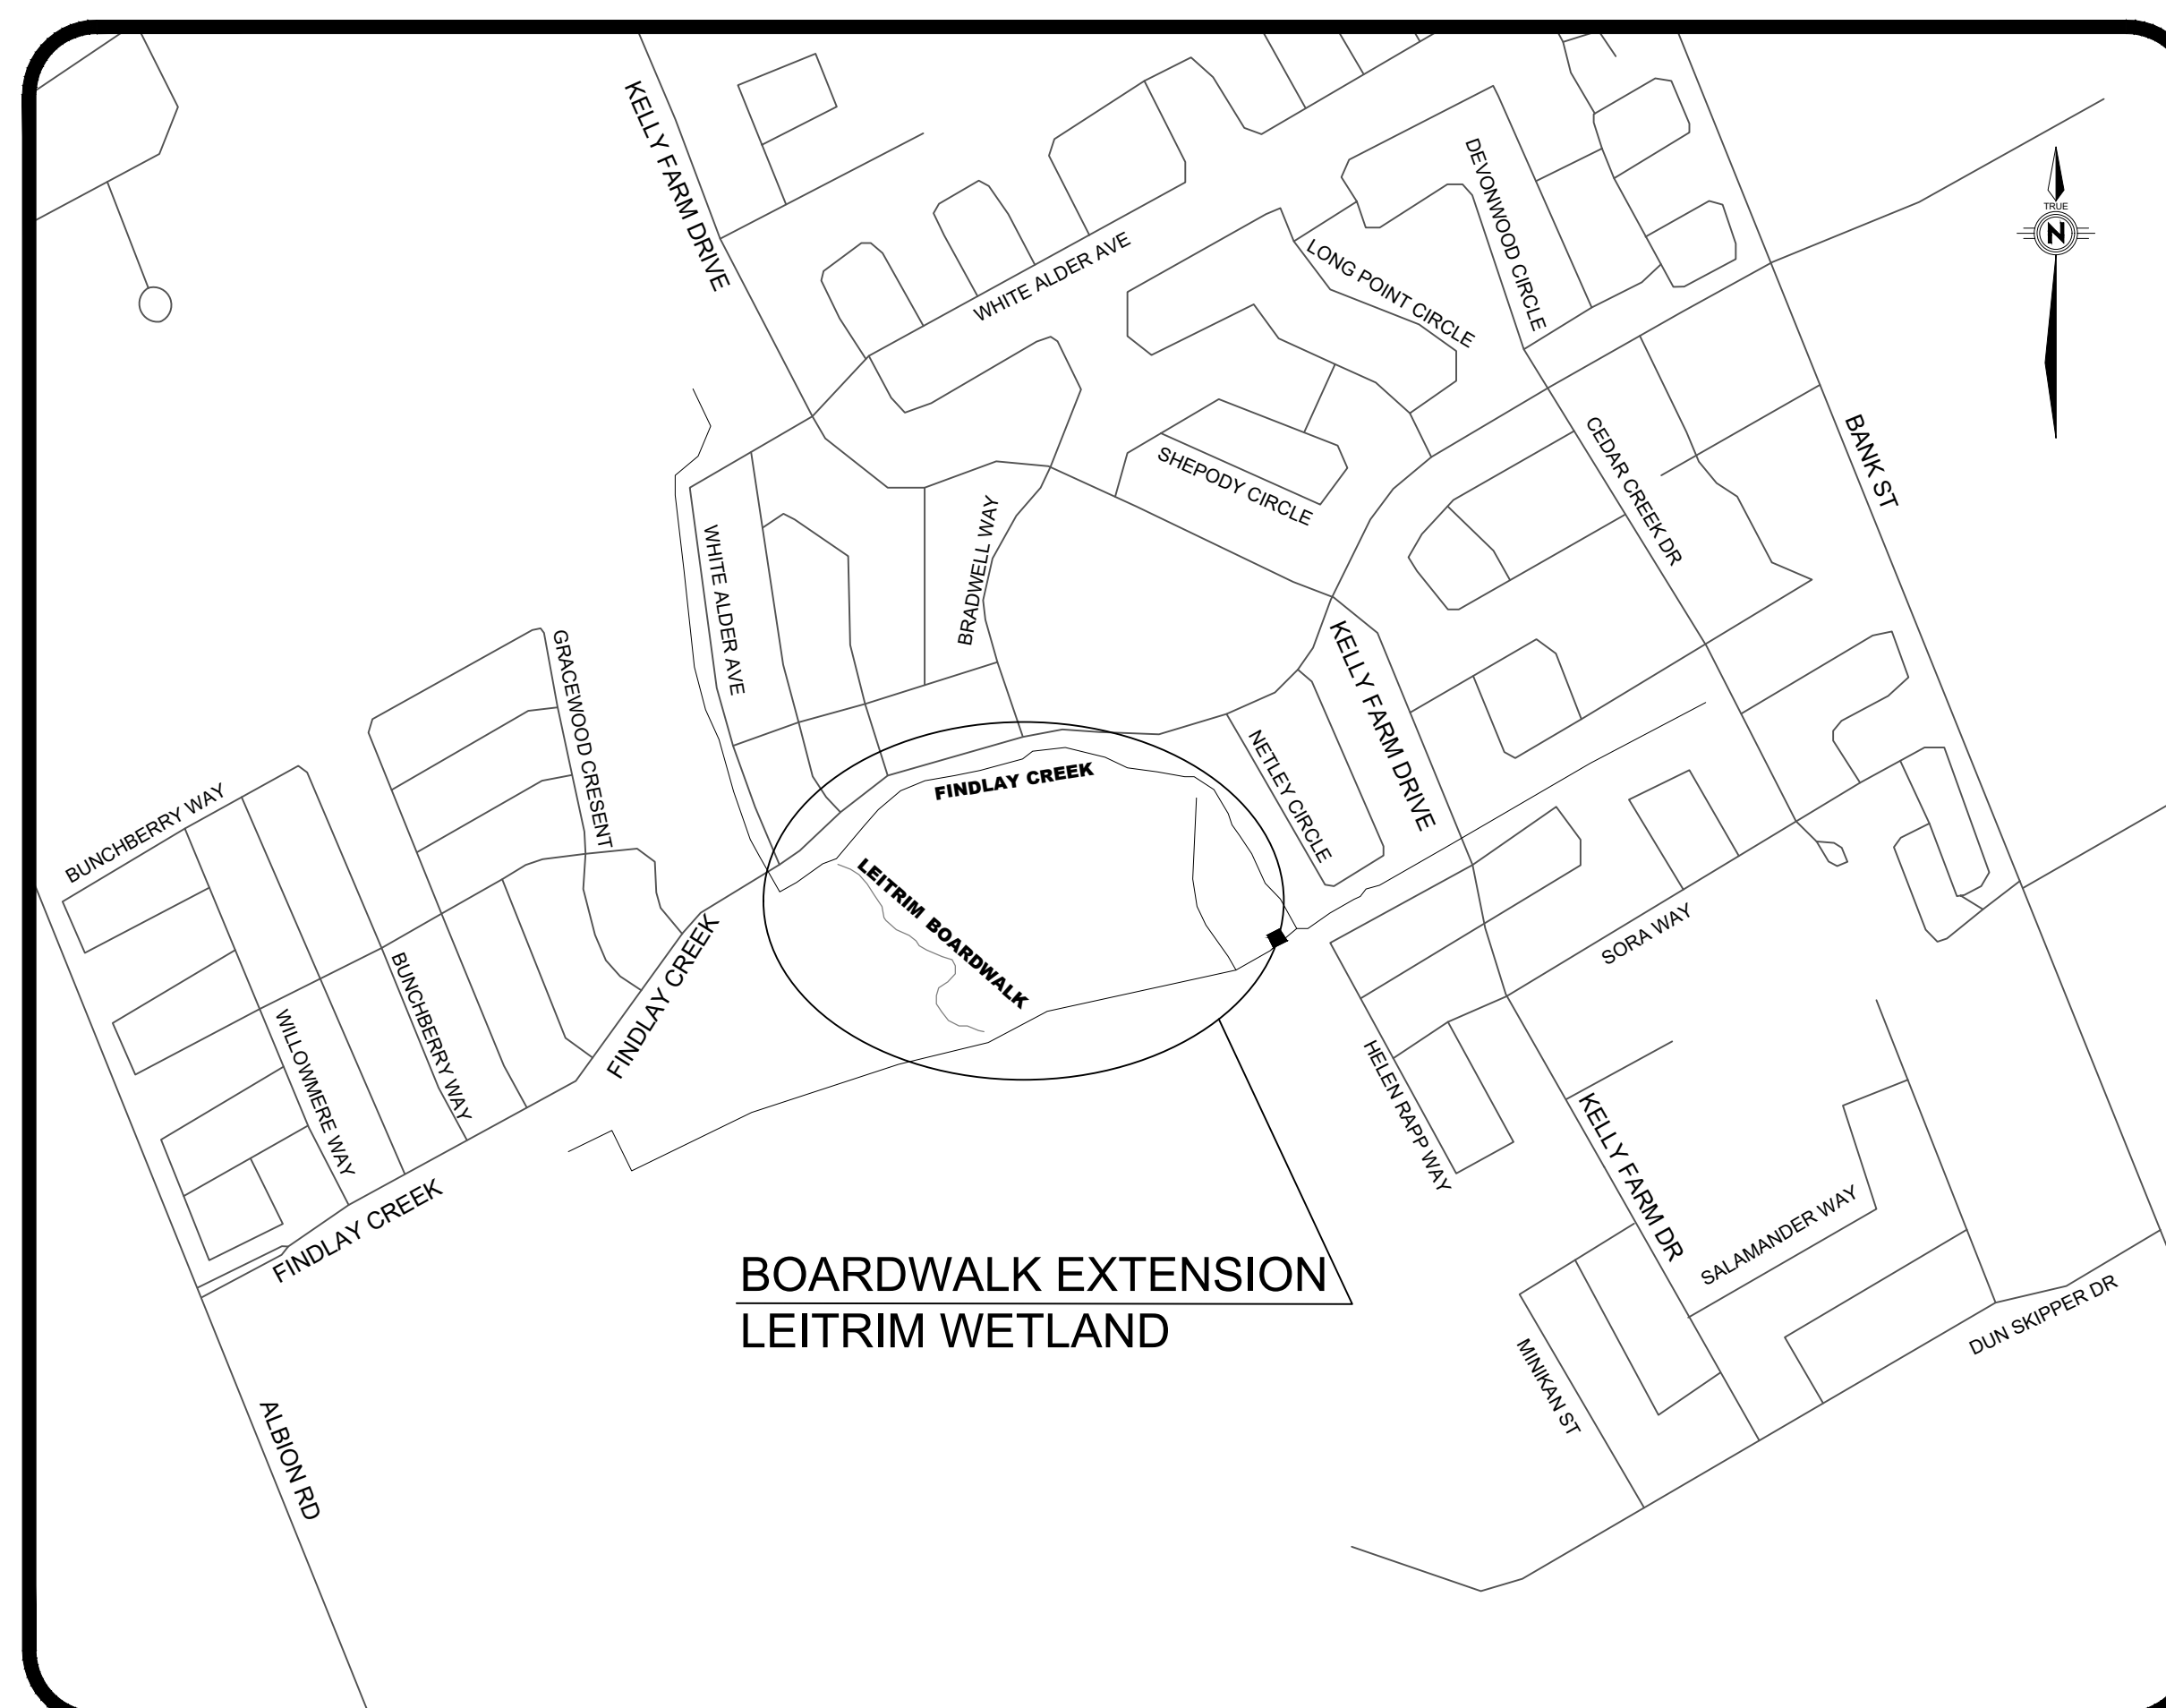 KELLY FARM DRIVE
DEVONWOOD CIRCLE
TRUE
N
WHITE ALDER AVE
LONG POINT CIRCLE
CEDAR CREEK DR
BANK ST
SHEPODY CIRCLE
WHITE ALDER AVE
BRADWELL WAY
GRACEWOOD CRESENT
KELLY FARM DRIVE
NETLEY CIRCLE
FINDLAY CREEK
BUNCHBERRY WAY
LEITRIM BOARDWALK
FINDLAY CREEK
SORA WAY
BUNCHBERRY WAY
WILLOWMERE WAY
HELEN RAPP WAY
KELLY FARM DR
FINDLAY CREEK
SALAMANDER WAY
BOARDWALK EXTENSION
LEITRIM WETLAND
DUN SKIPPER DR
MINIKAN ST
ALBION RD